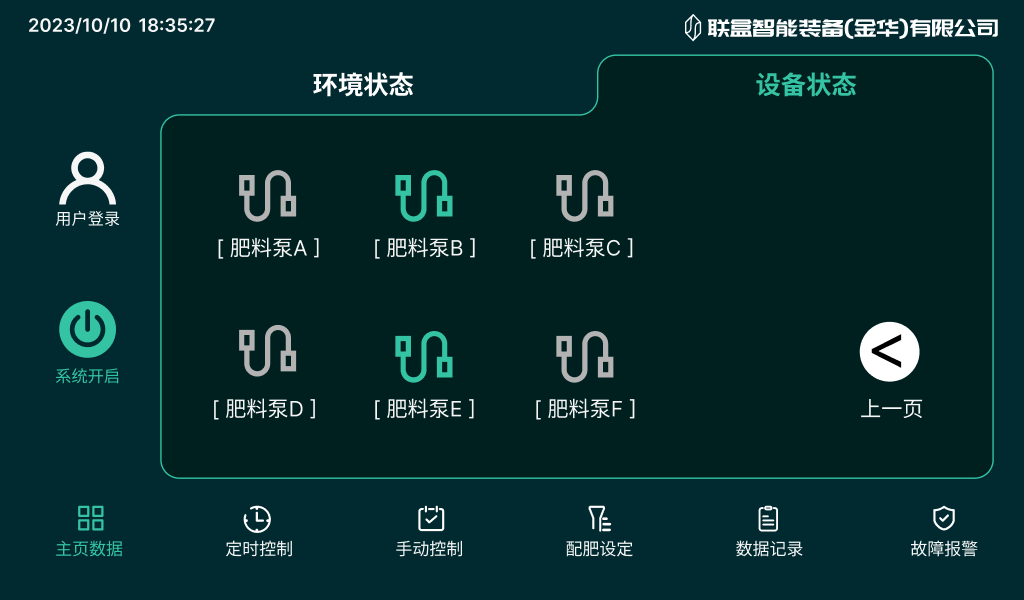 2023/10/10 18:35:27
联盒智能装备(金华)有限公司
环境状态
设备状态
用户登录
[ 肥料泵A ]
[ 肥料泵B ]
[ 肥料泵C ]
系统开启
[ 肥料泵D ]
[ 肥料泵E ]
[ 肥料泵F ]
上一页
主页数据
定时控制
手动控制
配肥设定
数据记录
故障报警